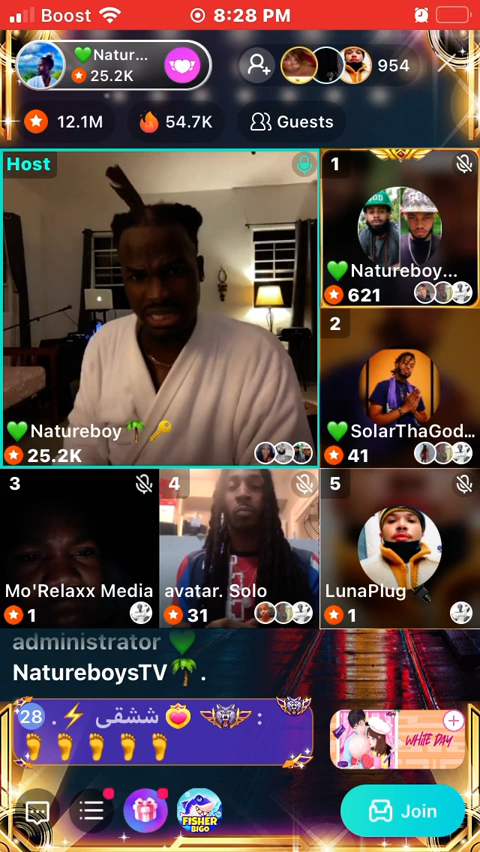 Boost 8:28 PM
💚Natur...
25.2K
954
12.1M 54.7K Guests
Host
💚Natureboy🌴🔑
25.2K
1
💚Natureboy...
621
2
💚SolarThaGod...
41
3
Mo'Relaxx Media
1
4
avatar. Solo
31
5
LunaPlug
1
administrator 💚
NatureboysTV🌴.
28 .⚡ شـشـقـى :
👣
WHITE DAY
FISHER
BIGO
Join